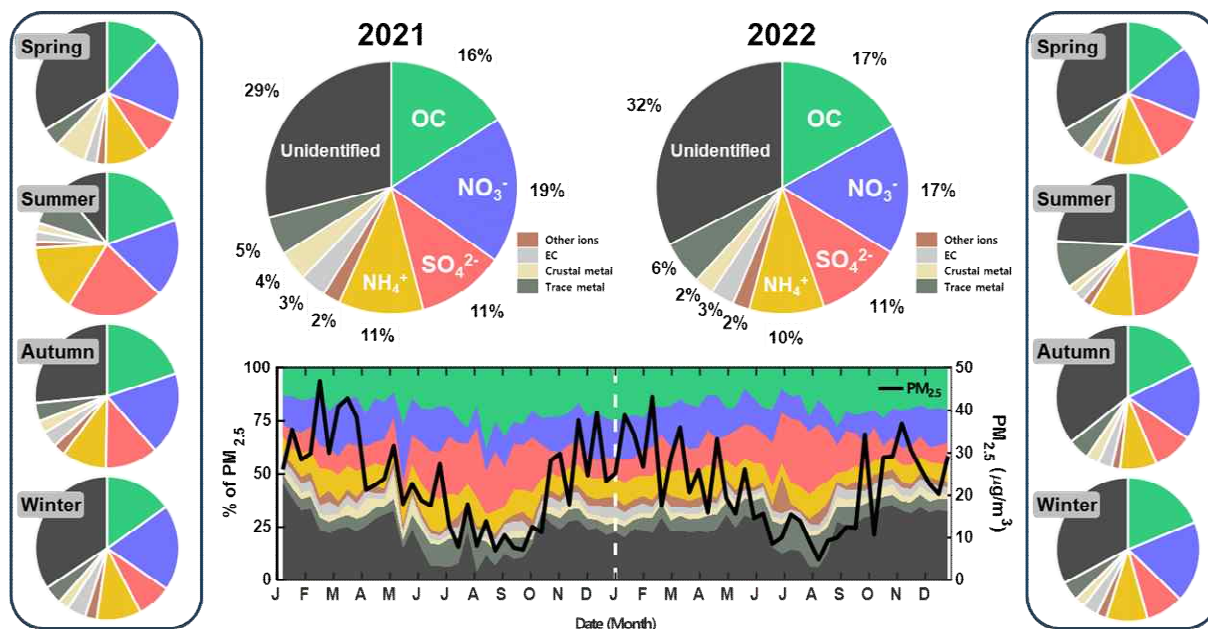 Spring
Summer
Autumn
Winter
2021
16%
29%
OC
Unidentified
NO₃⁻
19%
5%
4%
3%
2%
NH₄⁺
SO₄²⁻
11%
11%
Other ions
EC
Crustal metal
Trace metal
2022
17%
32%
OC
Unidentified
NO₃⁻
17%
6%
2%
3%
2%
NH₄⁺
SO₄²⁻
11%
10%
Other ions
EC
Crustal metal
Trace metal
% of PM₂.₅
100
75
50
25
0
PM₂.₅
50
40
30
20
10
0
PM₂.₅ (μg/m³)
J F M A M J J A S O N D J F M A M J J A S O N D
Date (Month)
Spring
Summer
Autumn
Winter